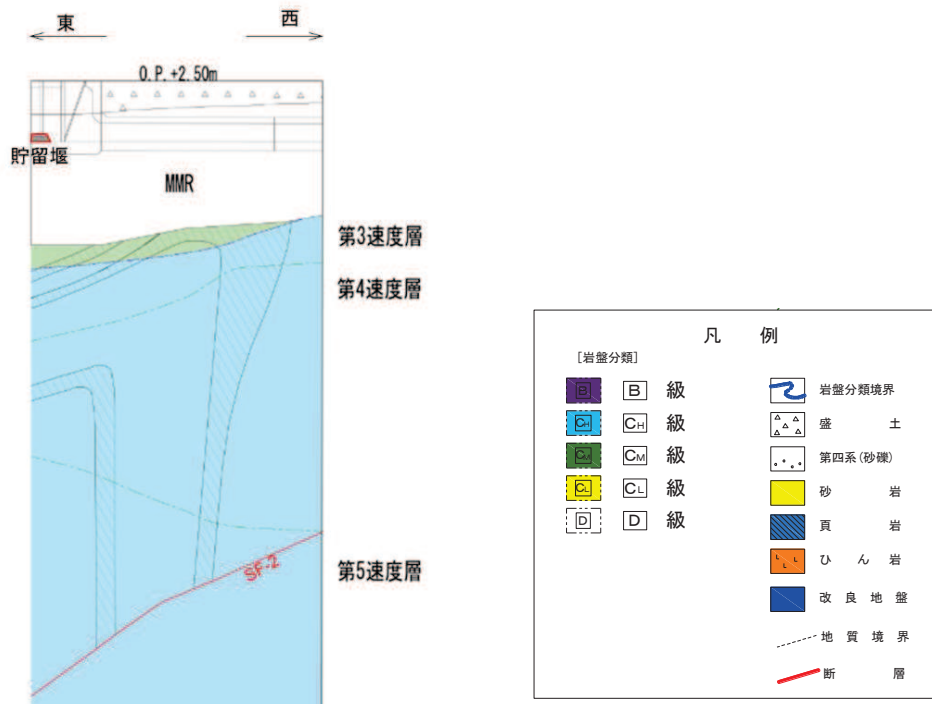 東 西
O.P.+2.50m
貯留堰
MMR
第3速度層
第4速度層
SF-2
第5速度層
凡 例
[岩盤分類]
B B 級
CH CH 級
CM CM 級
CL CL 級
D D 級
岩盤分類境界
盛 土
第四系(砂礫)
砂 岩
頁 岩
ひ ん 岩
改 良 地 盤
地 質 境 界
断 層